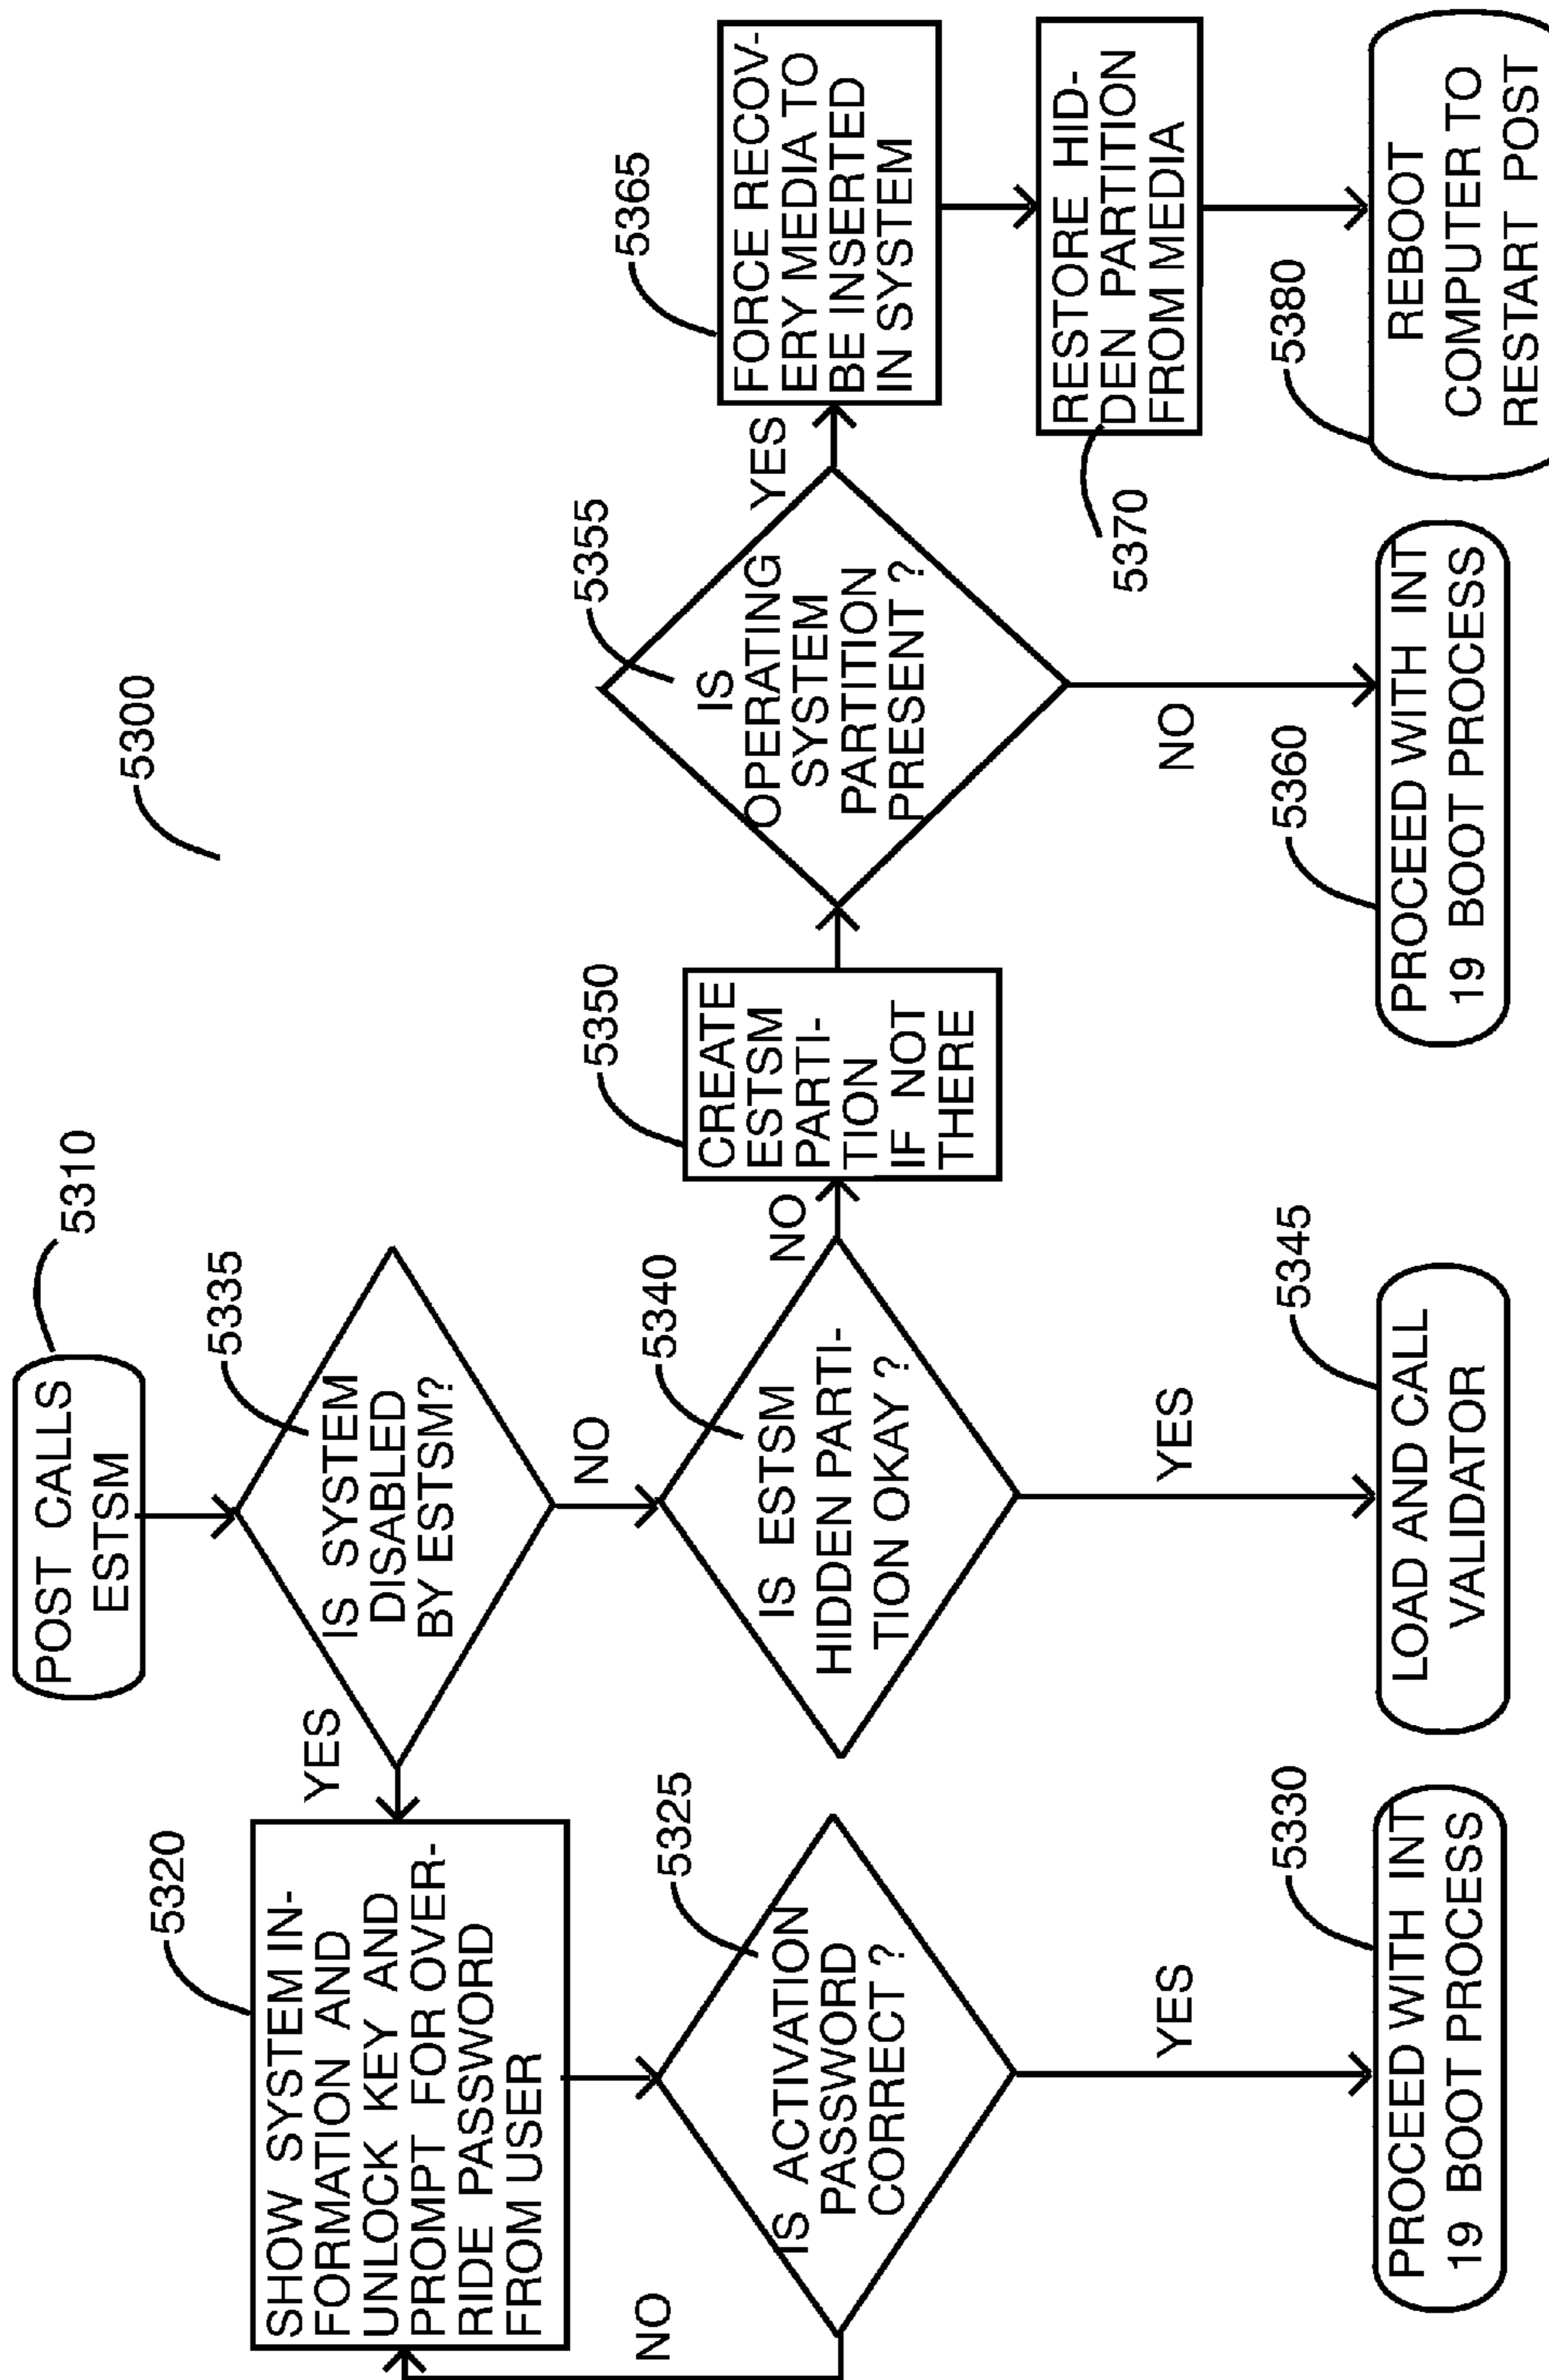 5300
5310
POST CALLS
ESTSM
5335
IS SYSTEM
DISABLED
BY ESTSM?
YES
NO
5320
SHOW SYSTEM IN-
FORMATION AND
UNLOCK KEY AND
PROMPT FOR OVER-
RIDE PASSWORD
FROM USER
5325
IS ACTIVATION
PASSWORD
CORRECT ?
NO
YES
5330
PROCEED WITH INT
19 BOOT PROCESS
5340
IS ESTSM
HIDDEN PARTI-
TION OKAY ?
NO
YES
5345
LOAD AND CALL
VALIDATOR
5350
CREATE
ESTSM
PARTI-
TION
IF NOT
THERE
5355
IS
OPERATING
SYSTEM
PARTITION
PRESENT ?
YES
NO
5360
PROCEED WITH INT
19 BOOT PROCESS
5365
FORCE RECOV-
ERY MEDIA TO
BE INSERTED
IN SYSTEM
5370
RESTORE HID-
DEN PARTITION
FROM MEDIA
5380
REBOOT
COMPUTER TO
RESTART POST